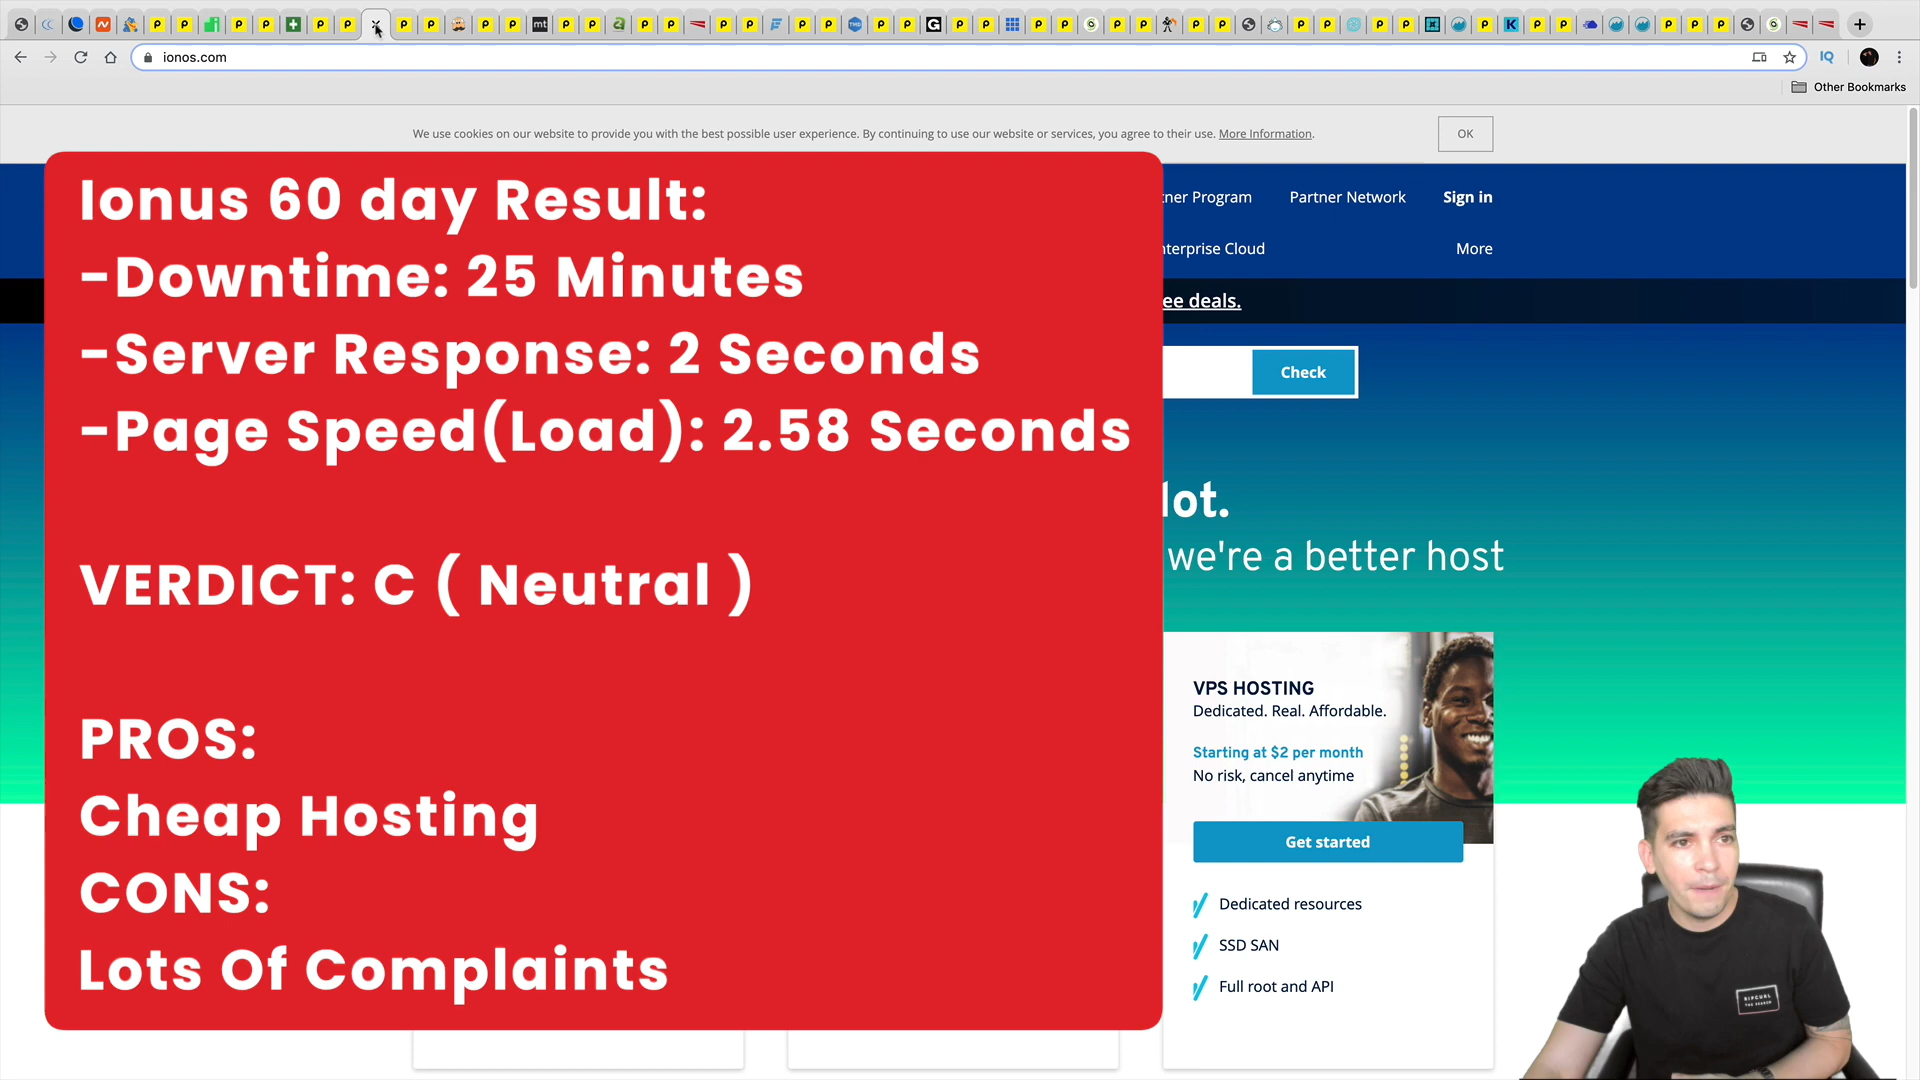 ionos.com
Other Bookmarks
We use cookies on our website to provide you with the best possible user experience. By continuing to use our website or services, you agree to their use. More Information.
OK
Ionus 60 day Result:
-Downtime: 25 Minutes
-Server Response: 2 Seconds
-Page Speed(Load): 2.58 Seconds
VERDICT: C ( Neutral )
PROS:
Cheap Hosting
CONS:
Lots Of Complaints
tner Program
Partner Network
Sign in
terprise Cloud
More
ee deals.
Check
lot.
we're a better host
VPS HOSTING
Dedicated. Real. Affordable.
Starting at $2 per month
No risk, cancel anytime
Get started
Dedicated resources
SSD SAN
Full root and API
RIPCURL
THE SEARCH